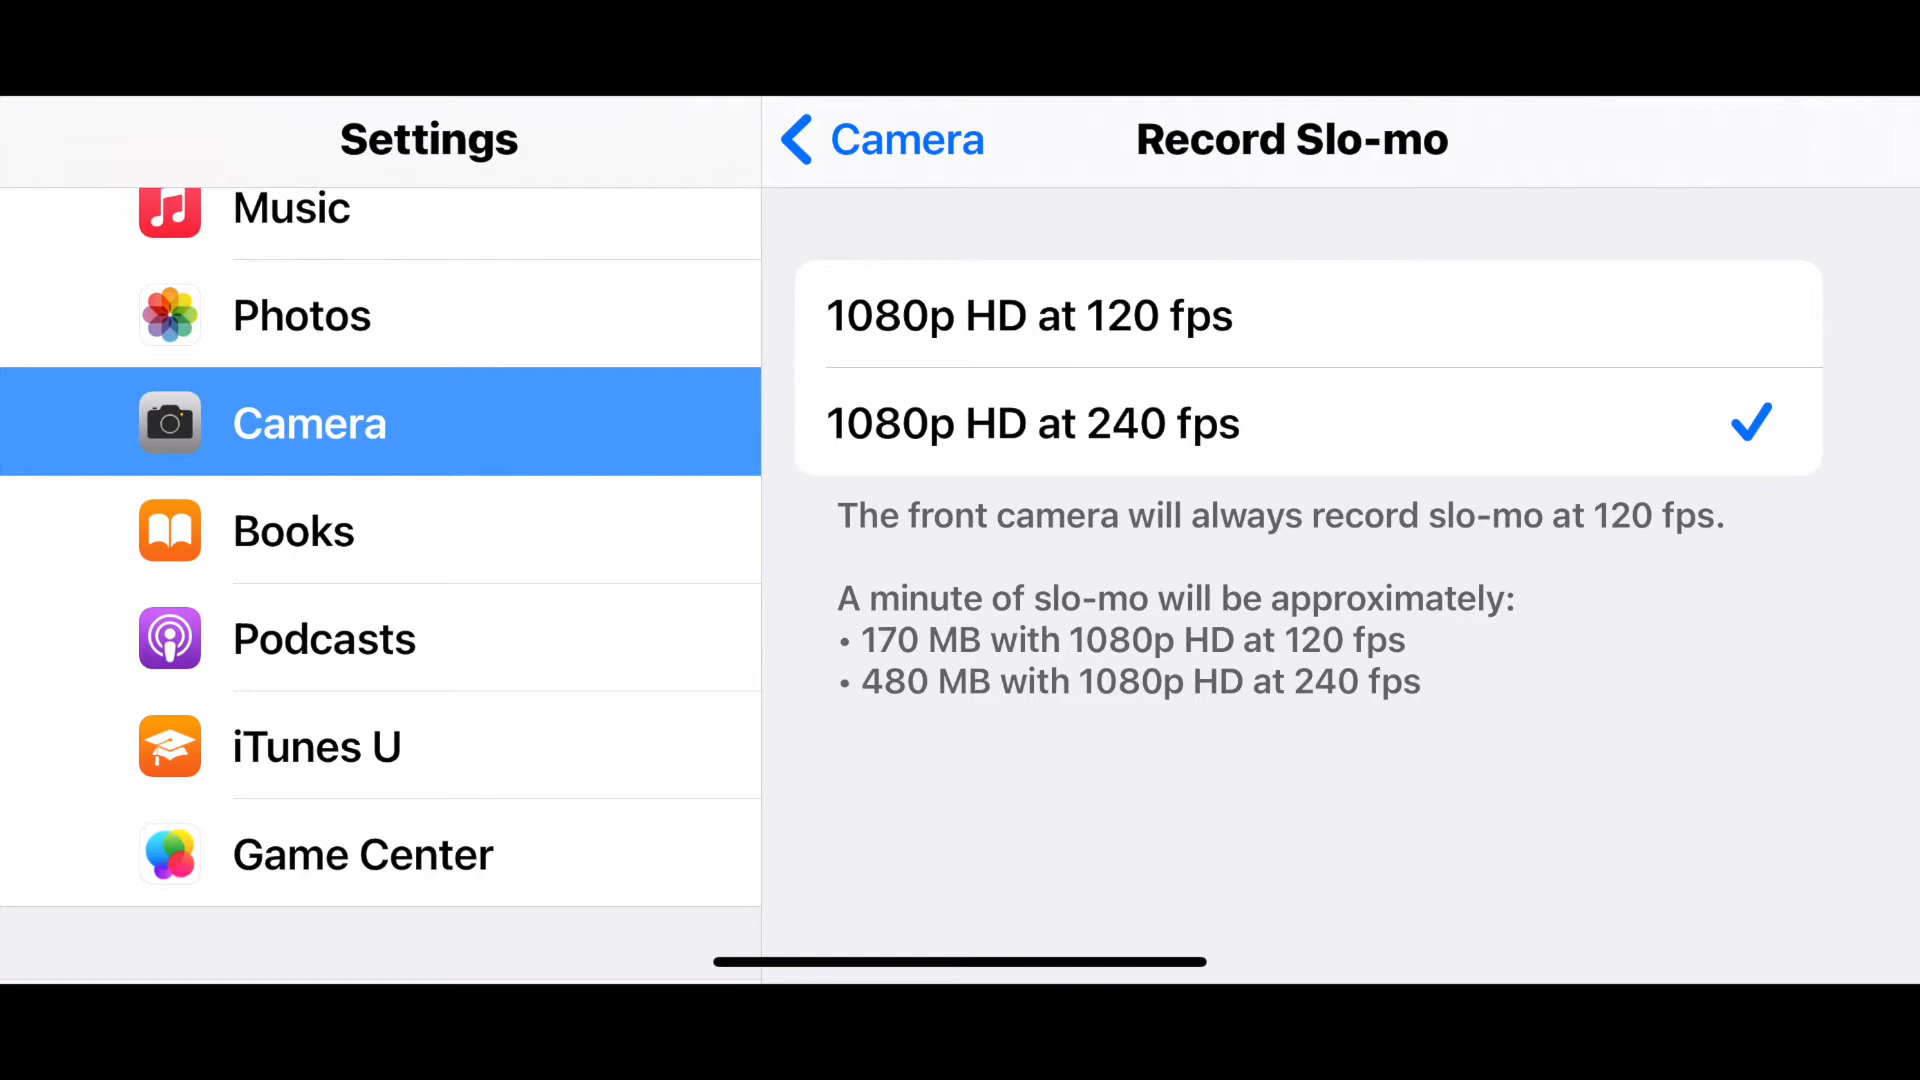 Settings
Music
Photos
Camera
Books
Podcasts
iTunes U
Game Center
Camera
Record Slo-mo
1080p HD at 120 fps
1080p HD at 240 fps
The front camera will always record slo-mo at 120 fps.
A minute of slo-mo will be approximately:
• 170 MB with 1080p HD at 120 fps
• 480 MB with 1080p HD at 240 fps